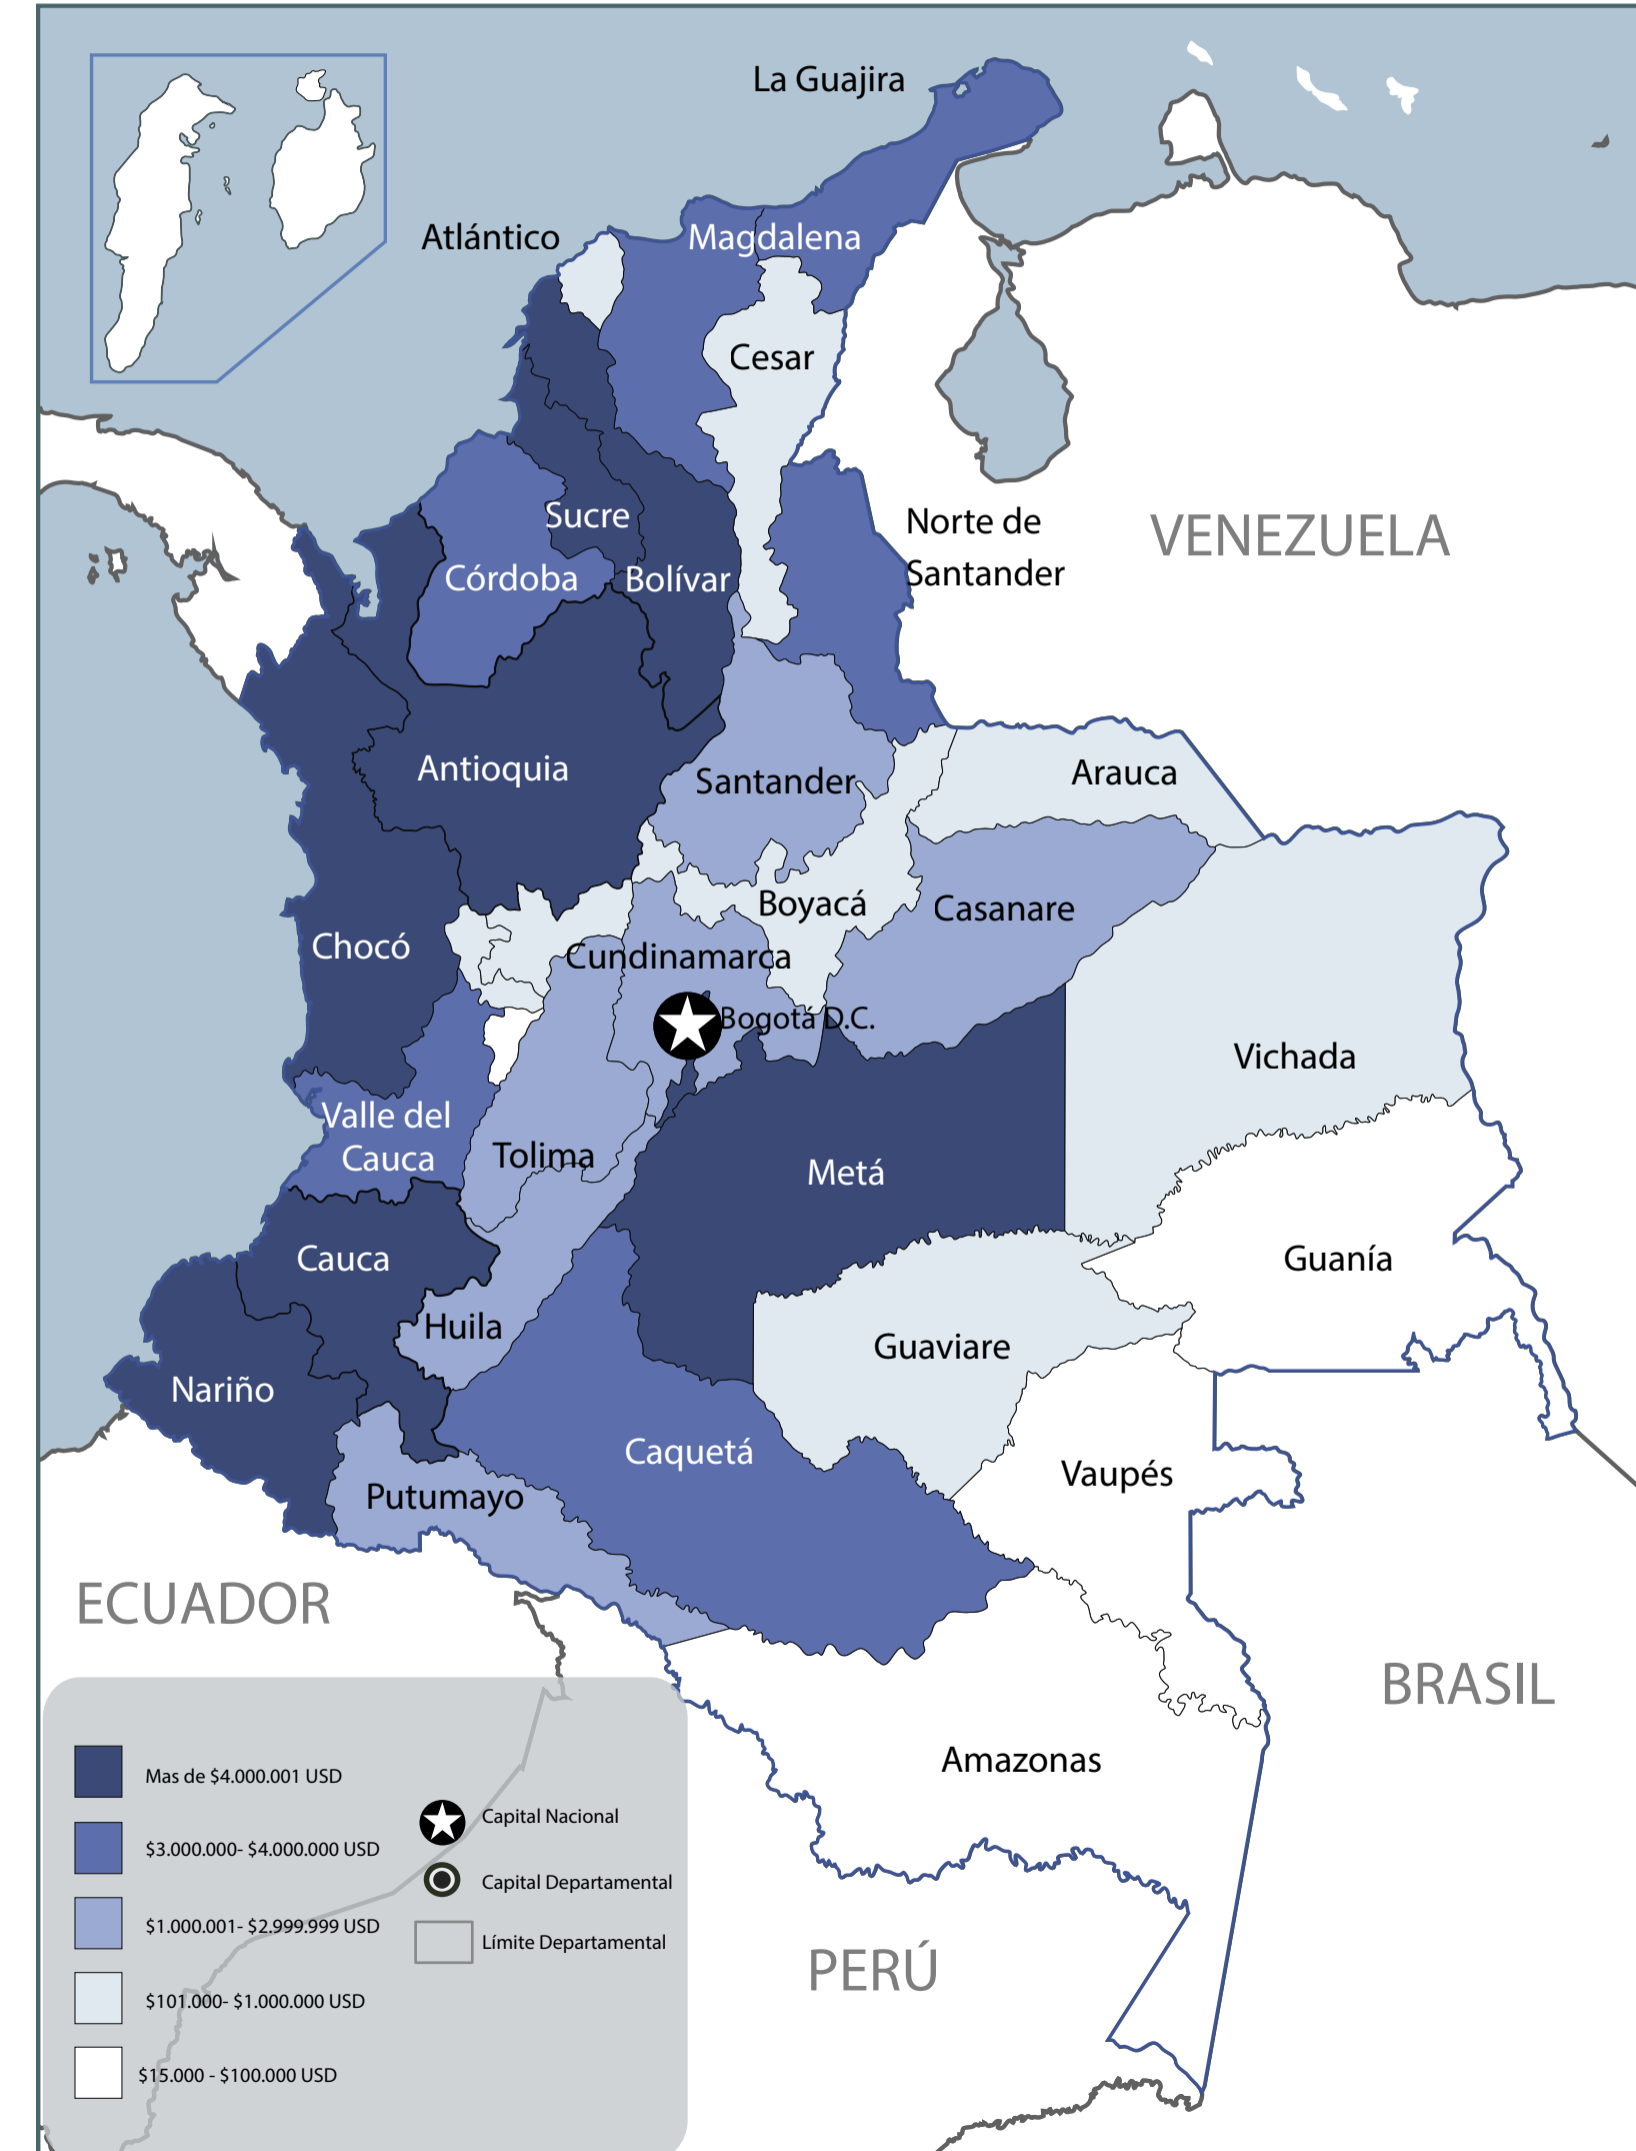 La Guajira
Atlántico
Magdalena
Cesar
Norte de
Santander
VENEZUELA
Sucre
Córdoba
Bolívar
Antioquia
Santander
Arauca
Boyacá
Casanare
Chocó
Cundinamarca
Bogotá D.C.
Vichada
Valle del
Cauca
Tolima
Metá
Cauca
Guanía
Huila
Guaviare
Nariño
Caquetá
Vaupés
Putumayo
ECUADOR
BRASIL
Amazonas
PERÚ
Mas de $4.000.001 USD
$3.000.000- $4.000.000 USD
$1.000.001- $2.999.999 USD
$101.000- $1.000.000 USD
$15.000 - $100.000 USD
Capital Nacional
Capital Departamental
Límite Departamental